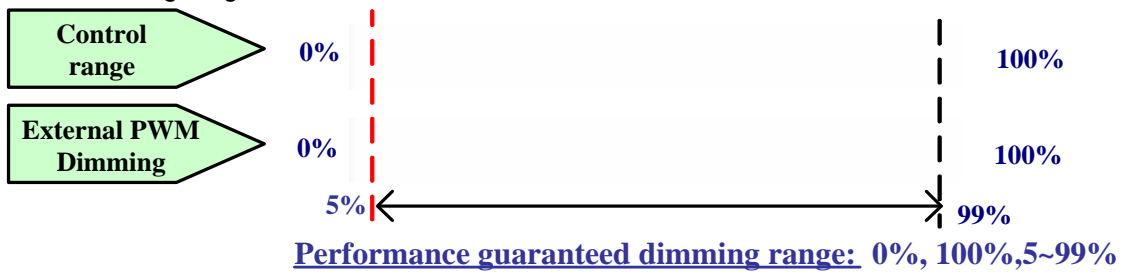 Control
range
0%
100%
External PWM
Dimming
0%
100%
5%
99%
Performance guaranteed dimming range: 0%, 100%,5~99%